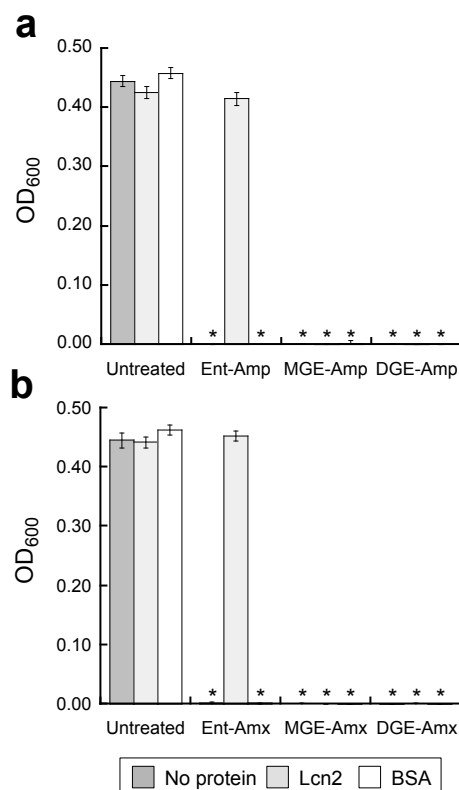 a
0.50
0.40
0.30
0.20
0.10
0.00
OD600
* * * * * * * *
Untreated Ent-Amp MGE-Amp DGE-Amp
b
0.50
0.40
0.30
0.20
0.10
0.00
OD600
* * * * * * * *
Untreated Ent-Amx MGE-Amx DGE-Amx
No protein Lcn2 BSA